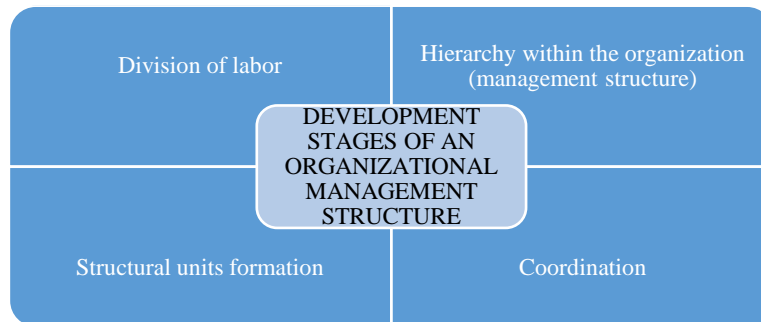 Division of labor
Hierarchy within the organization
(management structure)
DEVELOPMENT
STAGES OF AN
ORGANIZATIONAL
MANAGEMENT
STRUCTURE
Structural units formation
Coordination